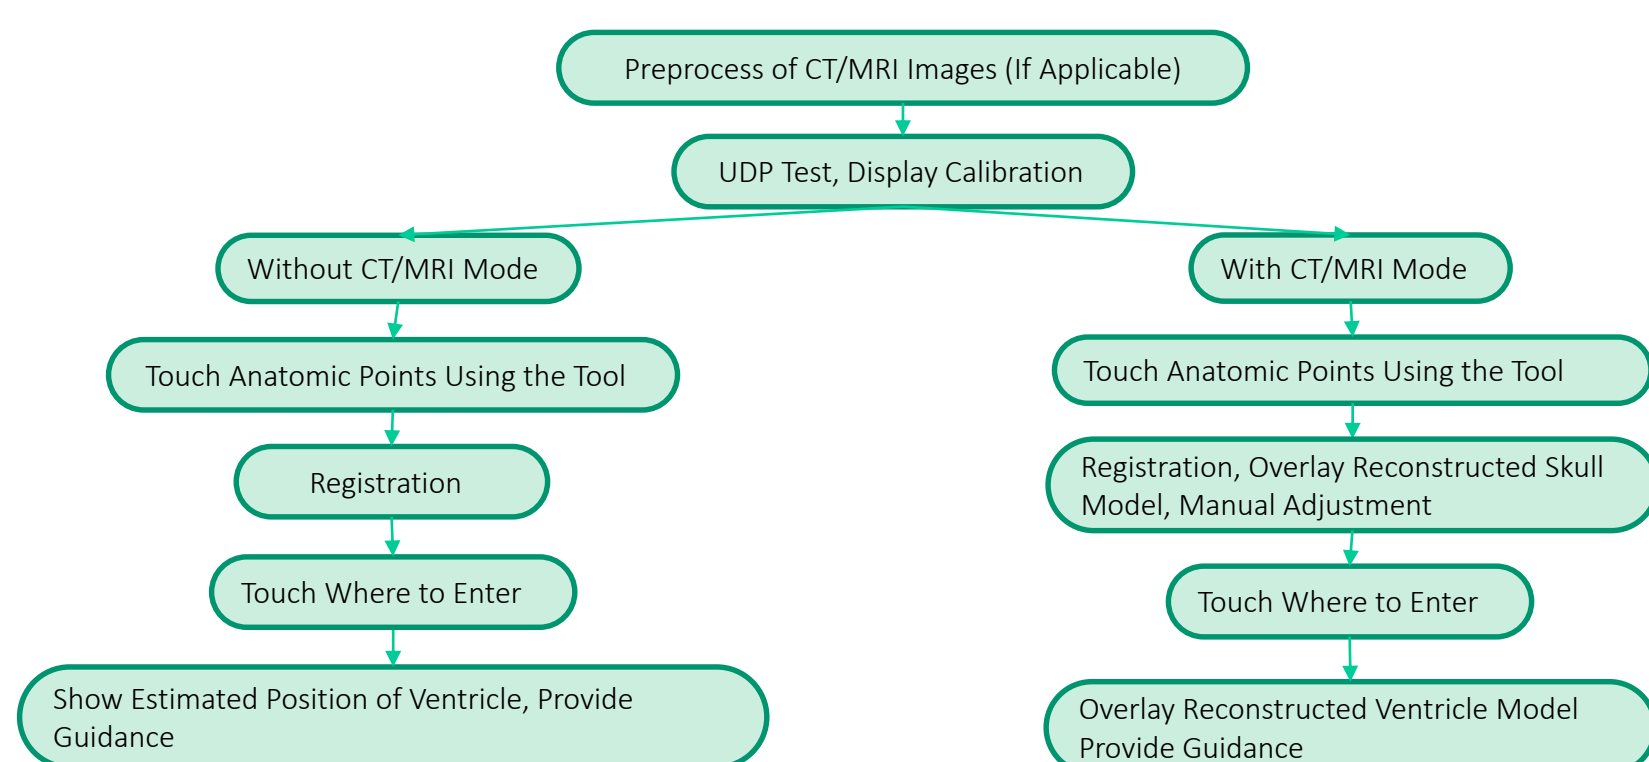 Preprocess of CT/MRI Images (If Applicable)
UDP Test, Display Calibration
Without CT/MRI Mode
With CT/MRI Mode
Touch Anatomic Points Using the Tool
Touch Anatomic Points Using the Tool
Registration
Registration, Overlay Reconstructed Skull
Model, Manual Adjustment
Touch Where to Enter
Touch Where to Enter
Show Estimated Position of Ventricle, Provide
Guidance
Overlay Reconstructed Ventricle Model
Provide Guidance